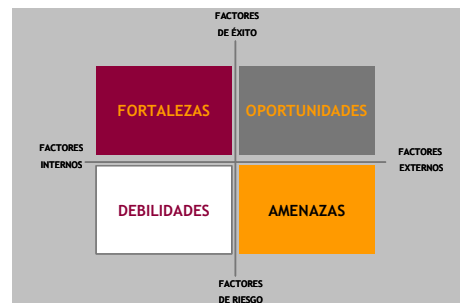 FACTORES
DE ÉXITO
FORTALEZAS
OPORTUNIDADES
FACTORES
INTERNOS
FACTORES
EXTERNOS
DEBILIDADES
AMENAZAS
FACTORES
DE RIESGO